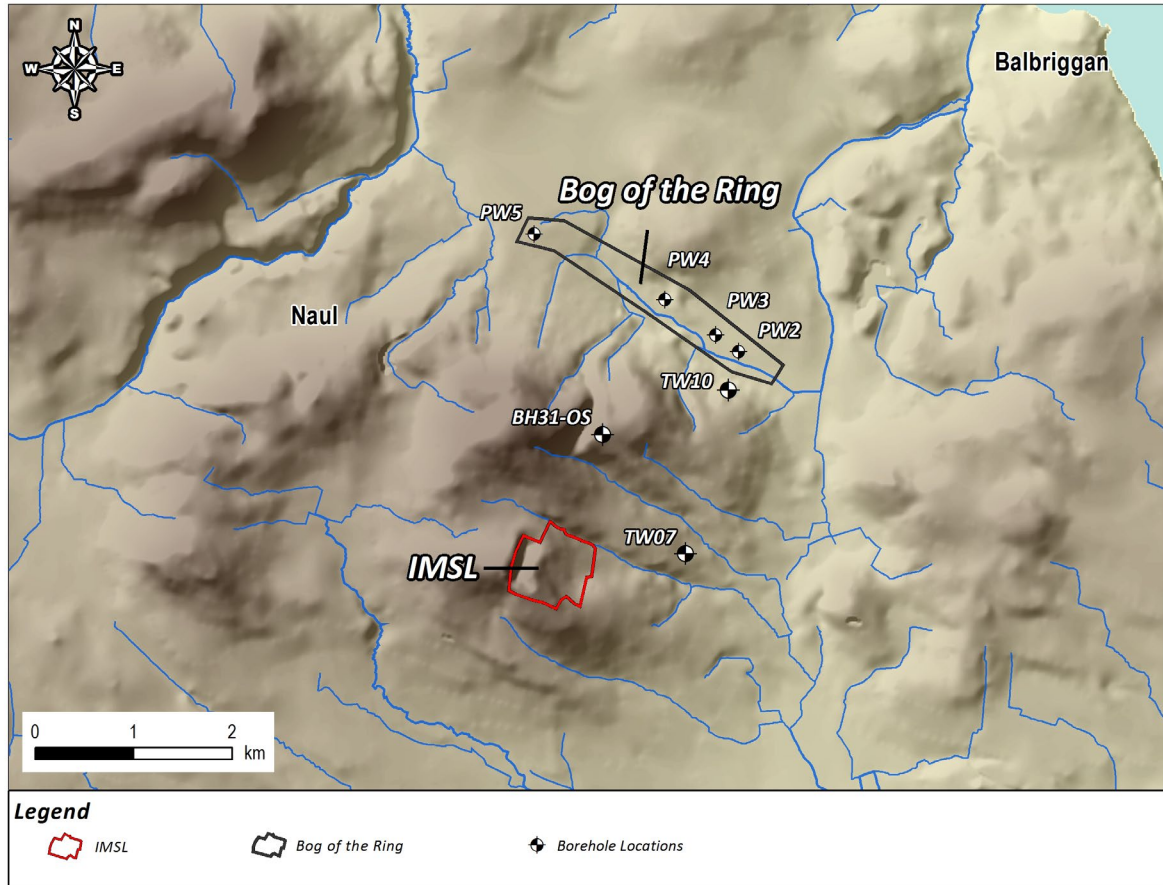 N
W
E
S
Balbriggan
Bog of the Ring
PW5
PW4
Naul
PW3
PW2
TW10
BH31-OS
TW07
IMSL
0 1 2
km
Legend
IMSL
Bog of the Ring
Borehole Locations